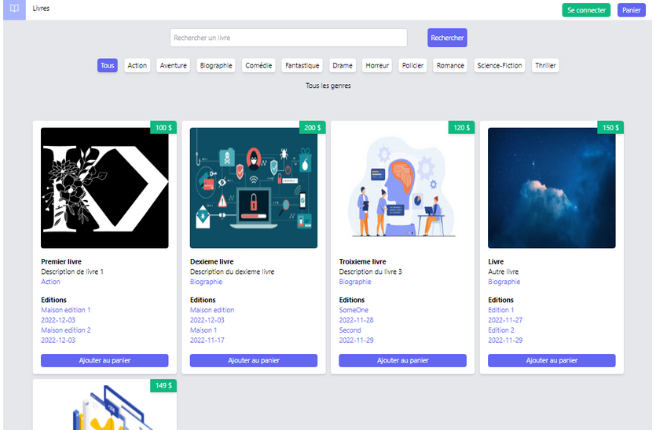 Livres
Se connecter
Panier
Rechercher un livre
Rechercher
Tous
Action
Aventure
Biographie
Comédie
Fantastique
Drame
Horreur
Policier
Romance
Science-Fiction
Thriller
Tous les genres
100 $
Premier livre
Description de livre 1
Action
Editions
Maison edition 1
2022-12-03
Maison edition 2
2022-12-03
Ajouter au panier
200 $
Dexieme livre
Description du dexieme livre
Biographie
Editions
Maison edition
2022-12-03
Maison 1
2022-11-17
Ajouter au panier
120 $
Troixieme livre
Description du livre 3
Biographie
Editions
SomeOne
2022-11-28
Second
2022-11-29
Ajouter au panier
150 $
Livre
Autre livre
Biographie
Editions
Edition 1
2022-11-27
Edition 2
2022-11-29
Ajouter au panier
149 $